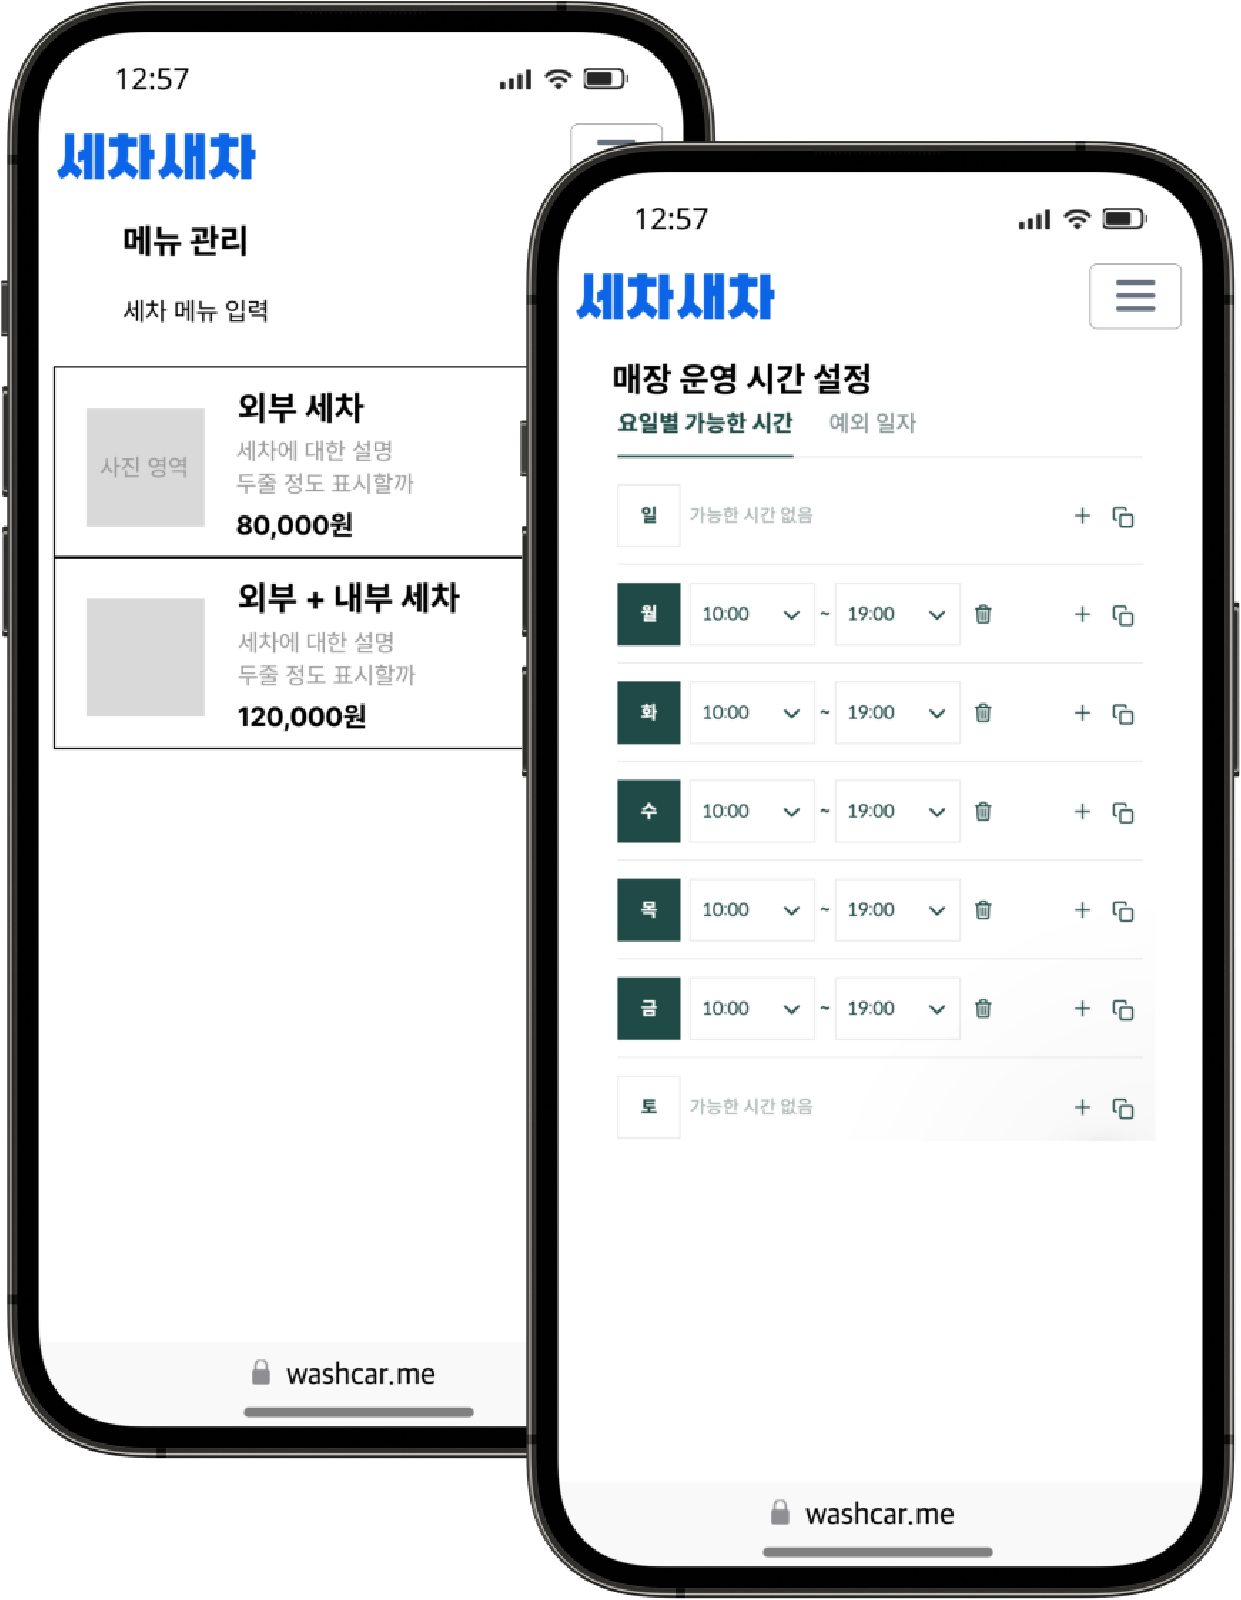 12:57
세차새차
메뉴 관리
세차 메뉴 입력
사진 영역
외부 세차
세차에 대한 설명
두줄 정도 표시할까
80,000원
외부 + 내부 세차
세차에 대한 설명
두줄 정도 표시할까
120,000원
washcar.me
12:57
세차새차
매장 운영 시간 설정
요일별 가능한 시간 예외 일자
일 가능한 시간 없음
월 10:00 ~ 19:00
화 10:00 ~ 19:00
수 10:00 ~ 19:00
목 10:00 ~ 19:00
금 10:00 ~ 19:00
토 가능한 시간 없음
washcar.me